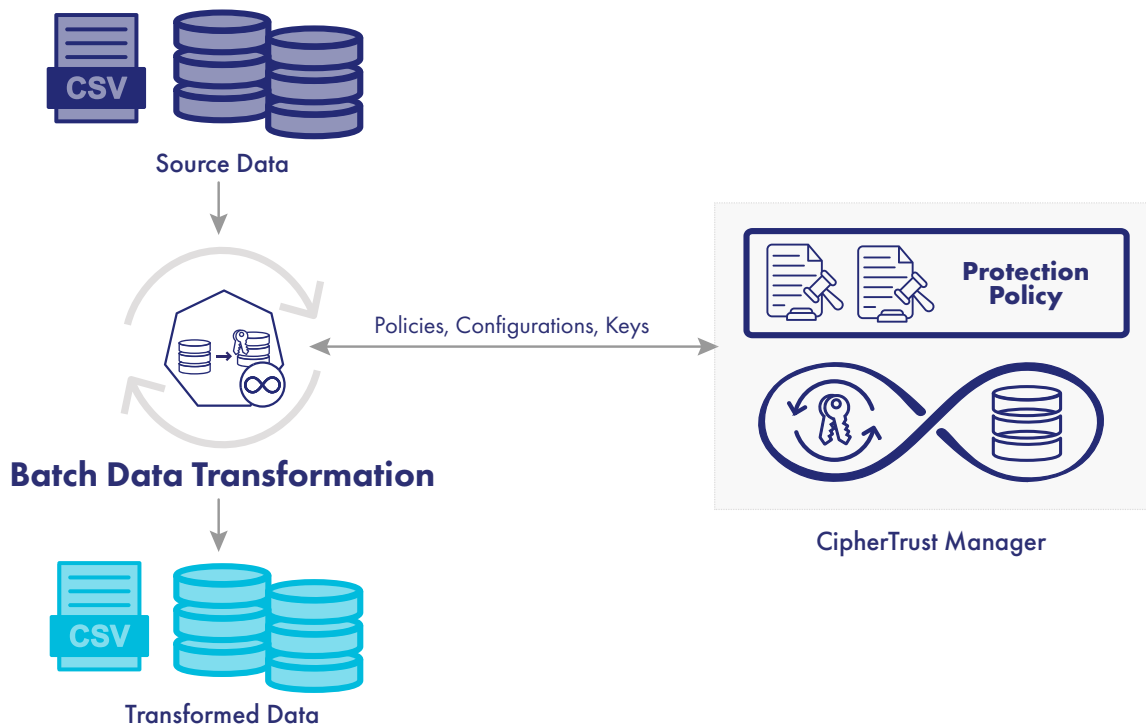 CSV
Source Data
Policies, Configurations, Keys
Protection
Policy
Batch Data Transformation
CipherTrust Manager
CSV
Transformed Data